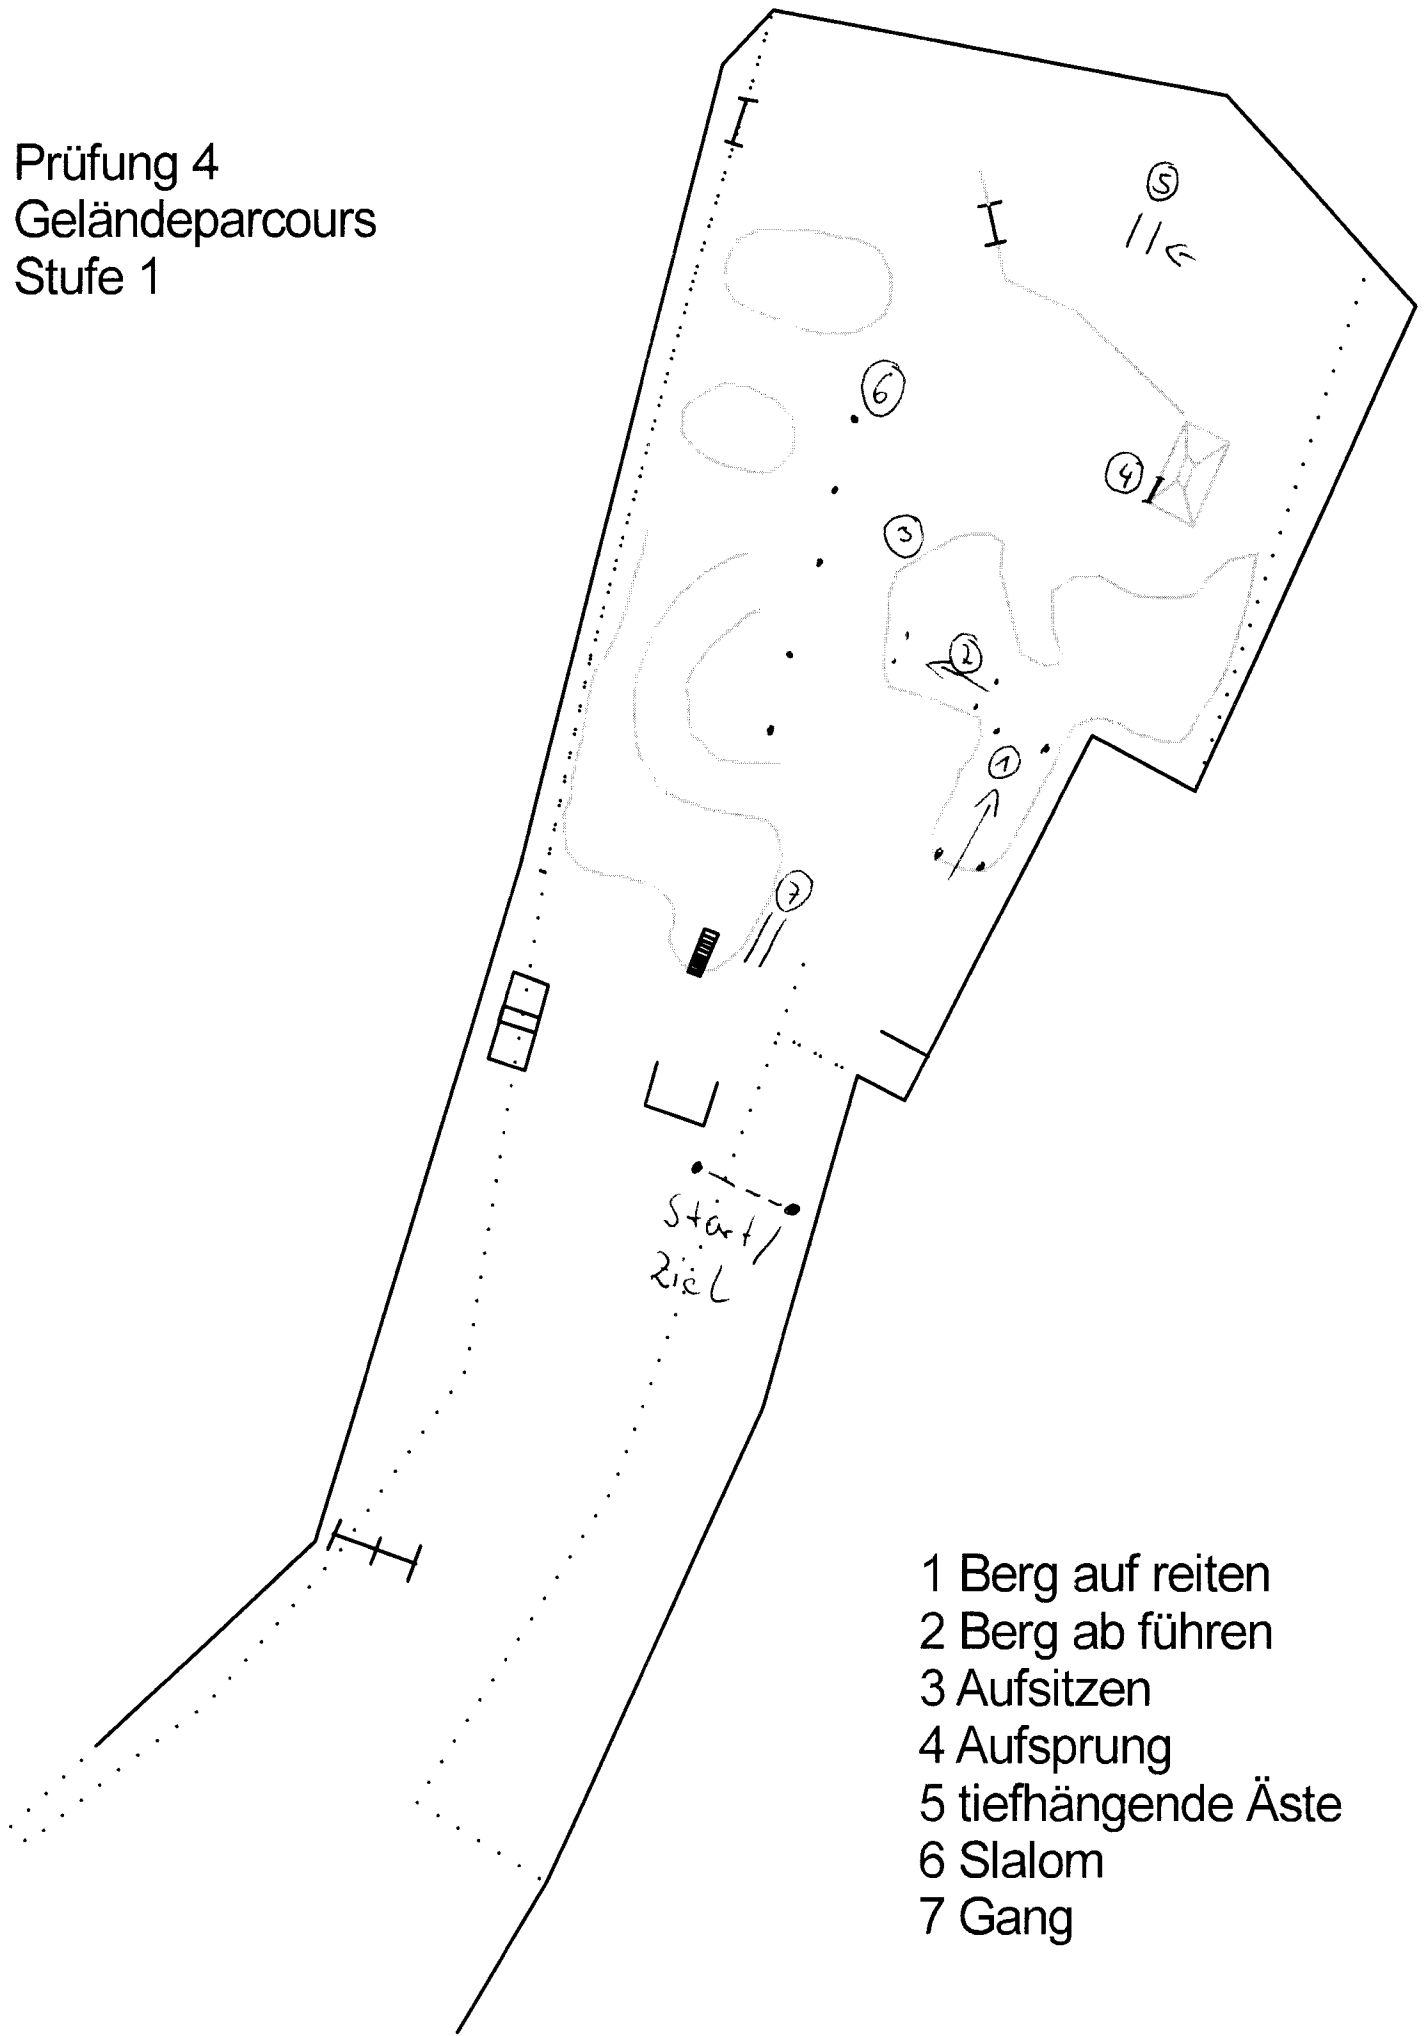 Prüfung 4
Geländeparcours
Stufe 1
5
6
4
3
2
1
7
Start/
Ziel
1 Berg auf reiten
2 Berg ab führen
3 Aufsitzen
4 Aufsprung
5 tiefhängende Äste
6 Slalom
7 Gang